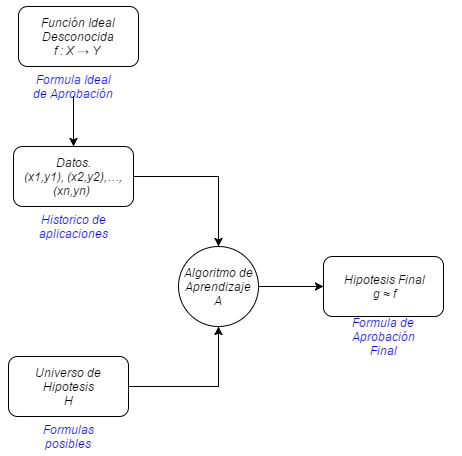 Función Ideal
Desconocida
f : X → Y
Formula Ideal
de Aprobación
Datos.
(x1,y1), (x2,y2),...,
(xn,yn)
Historico de
aplicaciones
Algoritmo de
Aprendizaje
A
Hipotesis Final
g ≈ f
Formula de
Aprobación
Final
Universo de
Hipotesis
H
Formulas
posibles